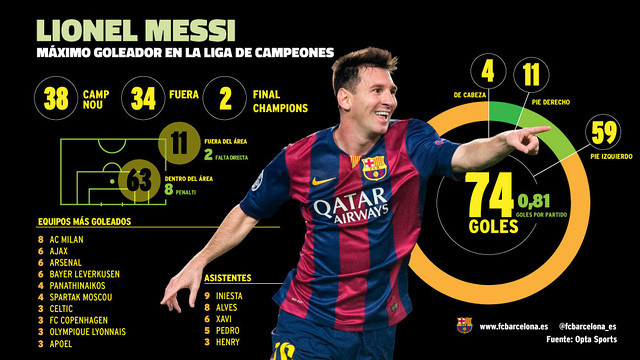 LIONEL MESSI
MÁXIMO GOLEADOR EN LA LIGA DE CAMPEONES
38 CAMP NOU
34 FUERA
2 FINAL CHAMPIONS
4
DE CABEZA
11
PIE DERECHO
59
PIE IZQUIERDO
11 FUERA DEL ÁREA
2 FALTA DIRECTA
63 DENTRO DEL ÁREA
8 PENALTI
74 GOLES
0,81
GOLES POR PARTIDO
QATAR
AIRWAYS
EQUIPOS MÁS GOLEADOS
8 AC MILAN
6 AJAX
6 ARSENAL
6 BAYER LEVERKUSEN
4 PANATHINAIKOS
4 SPARTAK MOSCOU
3 CELTIC
3 FC COPENHAGEN
3 OLYMPIQUE LYONNAIS
3 APOEL
ASISTENTES
9 INIESTA
8 ALVES
6 XAVI
5 PEDRO
3 HENRY
www.fcbarcelona.es @fcbarcelona_es
Fuente: Opta Sports